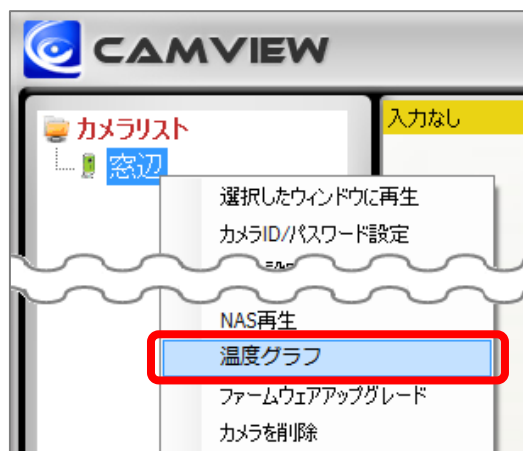 CAMVIEW
カメラリスト
窓辺
入力なし
選択したウィンドウに再生
カメラID/パスワード設定
NAS再生
温度グラフ
ファームウェアアップグレード
カメラを削除